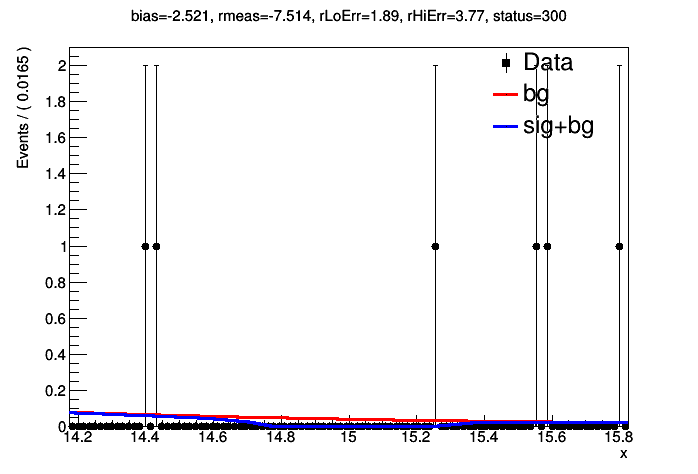 bias=-2.521, rmeas=-7.514, rLoErr=1.89, rHiErr=3.77, status=300
Events / ( 0.0165 )
2
1.8
1.6
1.4
1.2
1
0.8
0.6
0.4
0.2
0
Data
bg
sig+bg
14.2 14.4 14.6 14.8 15 15.2 15.4 15.6 15.8
x